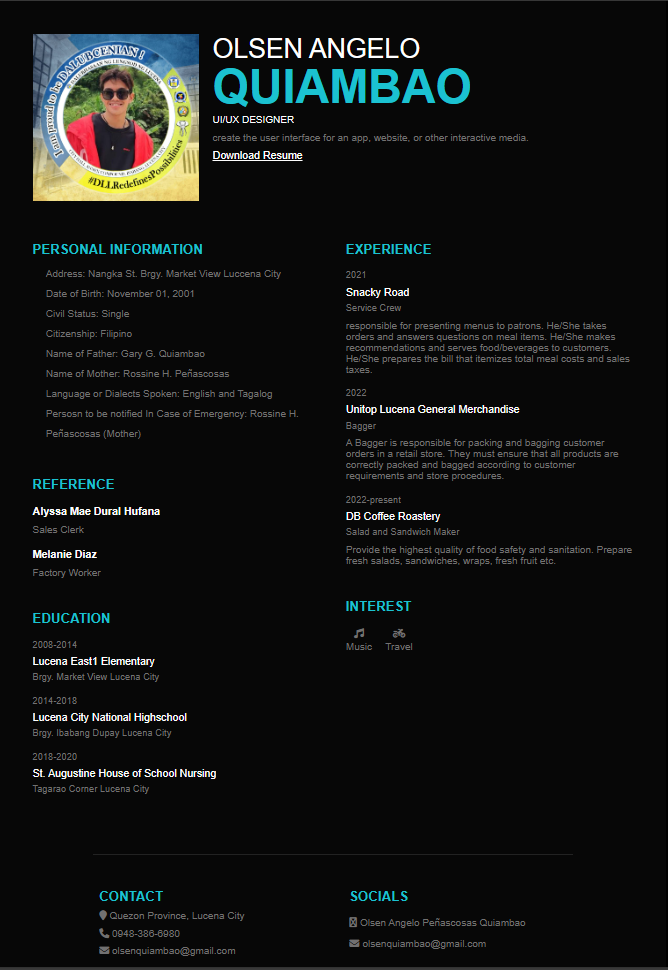 I am proud to be DALUBCENIAN !
#DLLRedefinesPossibilities
OLSEN ANGELO
QUIAMBAO
UI/UX DESIGNER
create the user interface for an app, website, or other interactive media.
Download Resume
PERSONAL INFORMATION
Address: Nangka St. Brgy. Market View Luccena City
Date of Birth: November 01, 2001
Civil Status: Single
Citizenship: Filipino
Name of Father: Gary G. Quiambao
Name of Mother: Rossine H. Peñascosas
Language or Dialects Spoken: English and Tagalog
Persosn to be notified In Case of Emergency: Rossine H.
Peñascosas (Mother)
REFERENCE
Alyssa Mae Dural Hufana
Sales Clerk
Melanie Diaz
Factory Worker
EDUCATION
2008-2014
Lucena East1 Elementary
Brgy. Market View Lucena City
2014-2018
Lucena City National Highschool
Brgy. Ibabang Dupay Lucena City
2018-2020
St. Augustine House of School Nursing
Tagarao Corner Lucena City
EXPERIENCE
2021
Snacky Road
Service Crew
responsible for presenting menus to patrons. He/She takes
orders and answers questions on meal items. He/She makes
recommendations and serves food/beverages to customers.
He/She prepares the bill that itemizes total meal costs and sales
taxes.
2022
Unitop Lucena General Merchandise
Bagger
A Bagger is responsible for packing and bagging customer
orders in a retail store. They must ensure that all products are
correctly packed and bagged according to customer
requirements and store procedures.
2022-present
DB Coffee Roastery
Salad and Sandwich Maker
Provide the highest quality of food safety and sanitation. Prepare
fresh salads, sandwiches, wraps, fresh fruit etc.
INTEREST
Music Travel
CONTACT
Quezon Province, Lucena City
0948-386-6980
olsenquiambao@gmail.com
SOCIALS
Olsen Angelo Peñascosas Quiambao
olsenquiambao@gmail.com